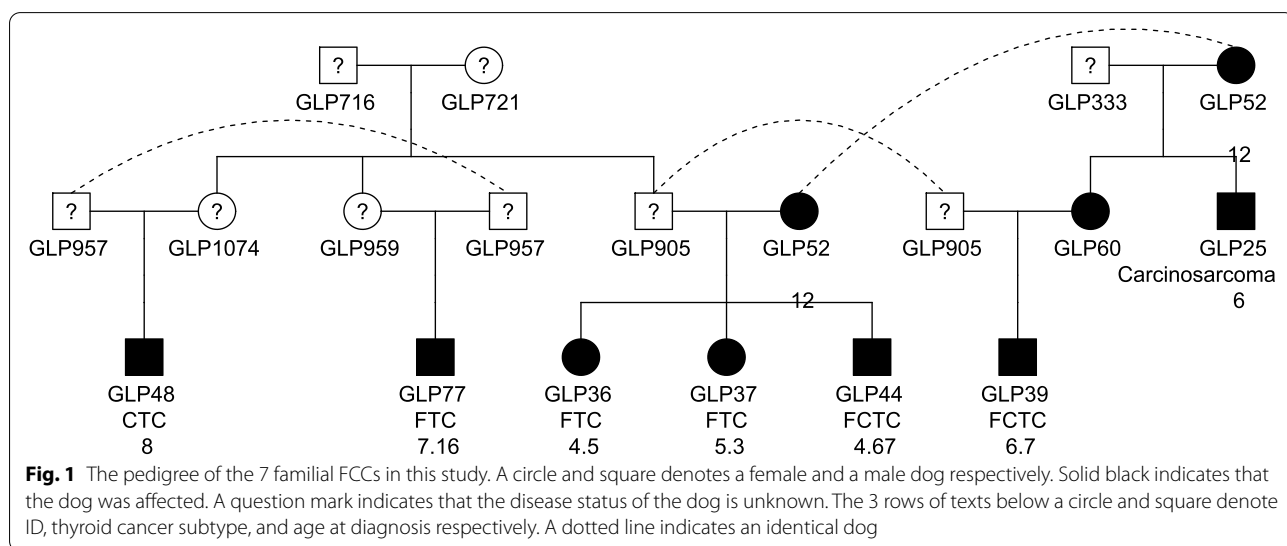 ? ? ? 
GLP716 GLP721 GLP333 GLP52
12
? ? ? ? ? ?
GLP957 GLP1074 GLP959 GLP957 GLP905 GLP52 GLP905 GLP60 GLP25
Carcinosarcoma
6
12
GLP48 GLP77 GLP36 GLP37 GLP44 GLP39
CTC FTC FTC FTC FCTC FCTC
8 7.16 4.5 5.3 4.67 6.7
Fig. 1 The pedigree of the 7 familial FCCs in this study. A circle and square denotes a female and a male dog respectively. Solid black indicates that
the dog was affected. A question mark indicates that the disease status of the dog is unknown. The 3 rows of texts below a circle and square denote
ID, thyroid cancer subtype, and age at diagnosis respectively. A dotted line indicates an identical dog